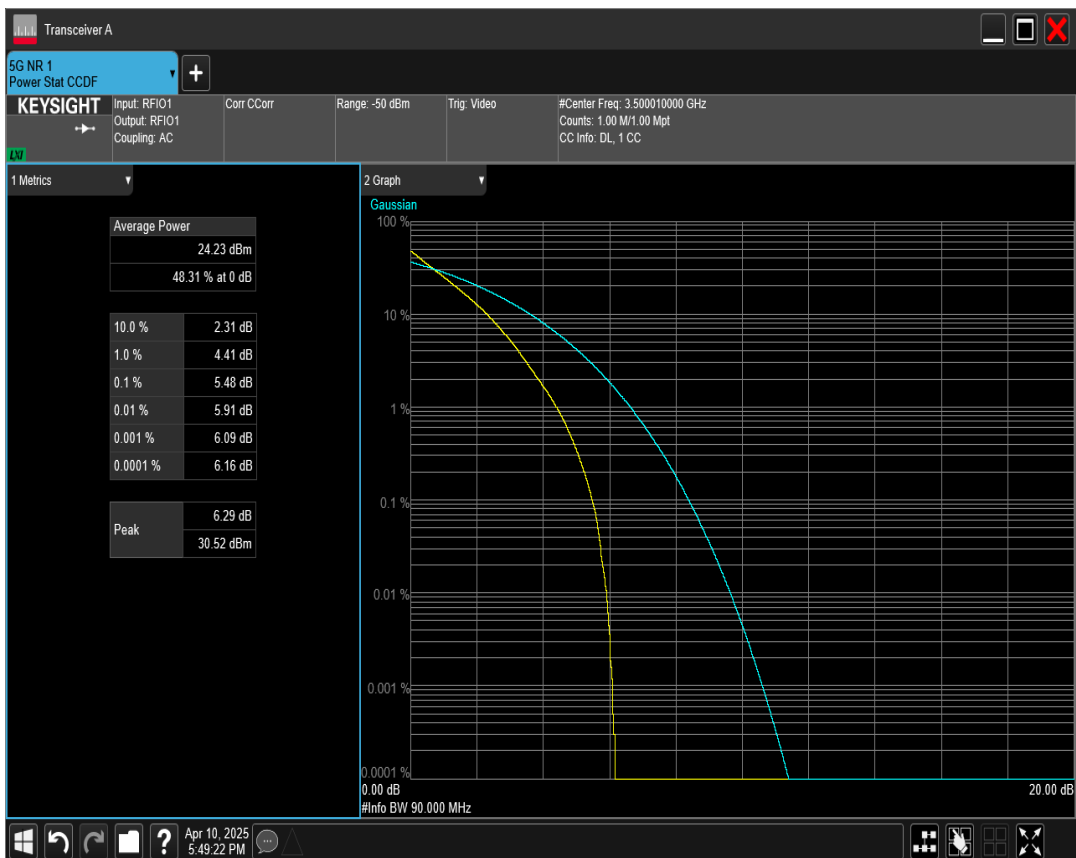 Transceiver A
5G NR 1
Power Stat CCDF
+
KEYSIGHT
LXI
Input: RFIO1
Output: RFIO1
Coupling: AC
Corr CCorr
Range: -50 dBm
Trig: Video
#Center Freq: 3.500010000 GHz
Counts: 1.00 M/1.00 Mpt
CC Info: DL, 1 CC
1 Metrics
Average Power
24.23 dBm
48.31 % at 0 dB
10.0 % 2.31 dB
1.0 % 4.41 dB
0.1 % 5.48 dB
0.01 % 5.91 dB
0.001 % 6.09 dB
0.0001 % 6.16 dB
Peak
6.29 dB
30.52 dBm
2 Graph
Gaussian
100 %
10 %
1 %
0.1 %
0.01 %
0.001 %
0.0001 %
0.00 dB 20.00 dB
#Info BW 90.000 MHz
?
Apr 10, 2025
5:49:22 PM